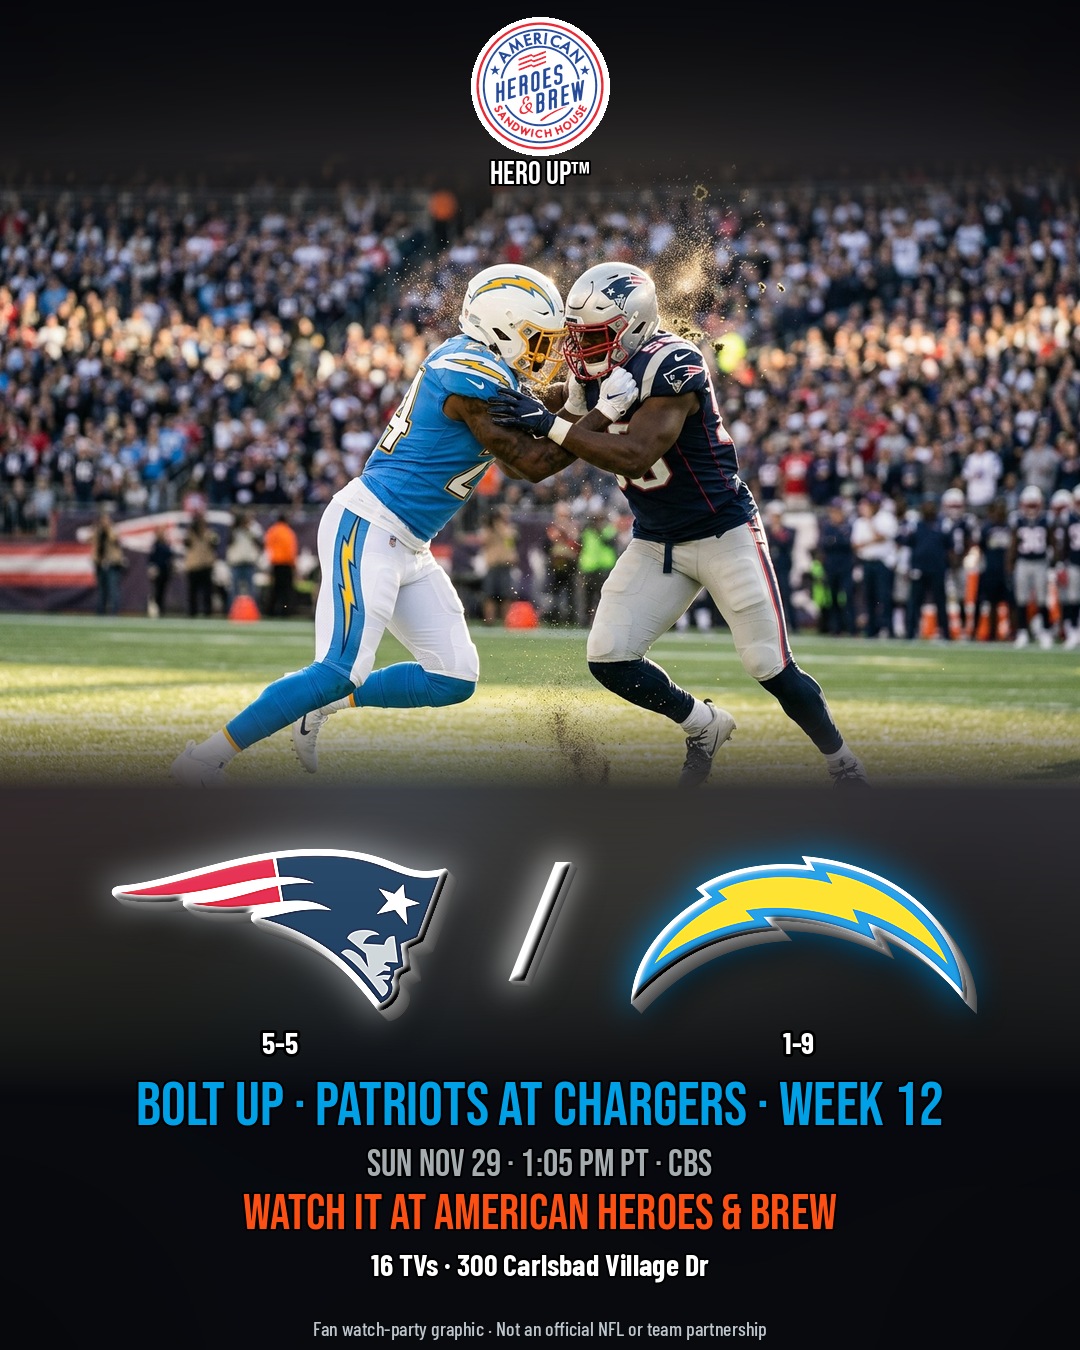 AMERICAN
HEROES
& BREW
SANDWICH HOUSE
HERO UP™
24
2
5-5
1-9
BOLT UP · PATRIOTS AT CHARGERS · WEEK 12
SUN NOV 29 · 1:05 PM PT · CBS
WATCH IT AT AMERICAN HEROES & BREW
16 TVs · 300 Carlsbad Village Dr
Fan watch-party graphic · Not an official NFL or team partnership